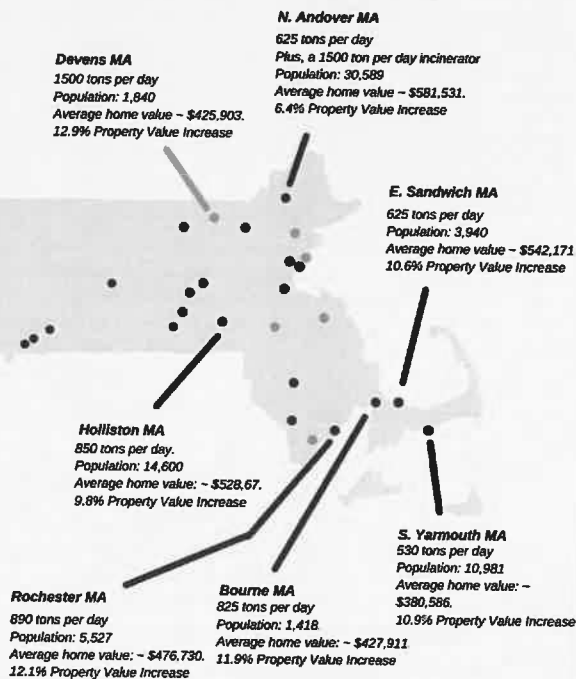 N. Andover MA
625 tons per day
Plus, a 1500 ton per day incinerator
Population: 30,589
Average home value ~ $581,531.
6.4% Property Value Increase
Devens MA
1500 tons per day
Population: 1,840
Average home value ~ $425,903.
12.9% Property Value Increase
E. Sandwich MA
625 tons per day
Population: 3,940
Average home value ~ $542,171
10.6% Property Value Increase
Holliston MA
850 tons per day.
Population: 14,600
Average home value: ~ $528,67.
9.8% Property Value Increase
S. Yarmouth MA
530 tons per day
Population: 10,981
Average home value: ~
$380,586.
10.9% Property Value Increase
Rochester MA
890 tons per day
Population: 5,527
Average home value: ~ $476,730.
12.1% Property Value Increase
Bourne MA
825 tons per day
Population: 1,418
Average home value: ~ $427,911
11.9% Property Value Increase